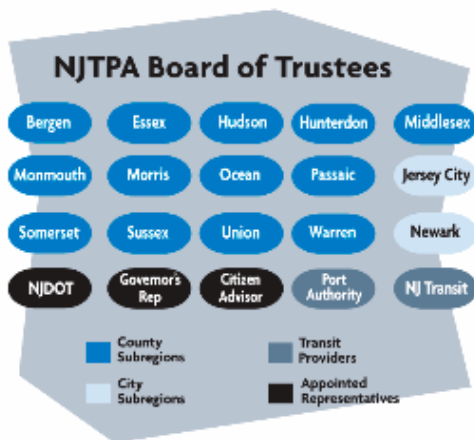 NJTPA Board of Trustees
Bergen Essex Hudson Hunterdon Middlesex
Monmouth Morris Ocean Passaic Jersey City
Somerset Sussex Union Warren Newark
NJDOT Governor's Rep Citizen Advisor Port Authority NJ Transit
County Subregions
Transit Providers
City Subregions
Appointed Representatives